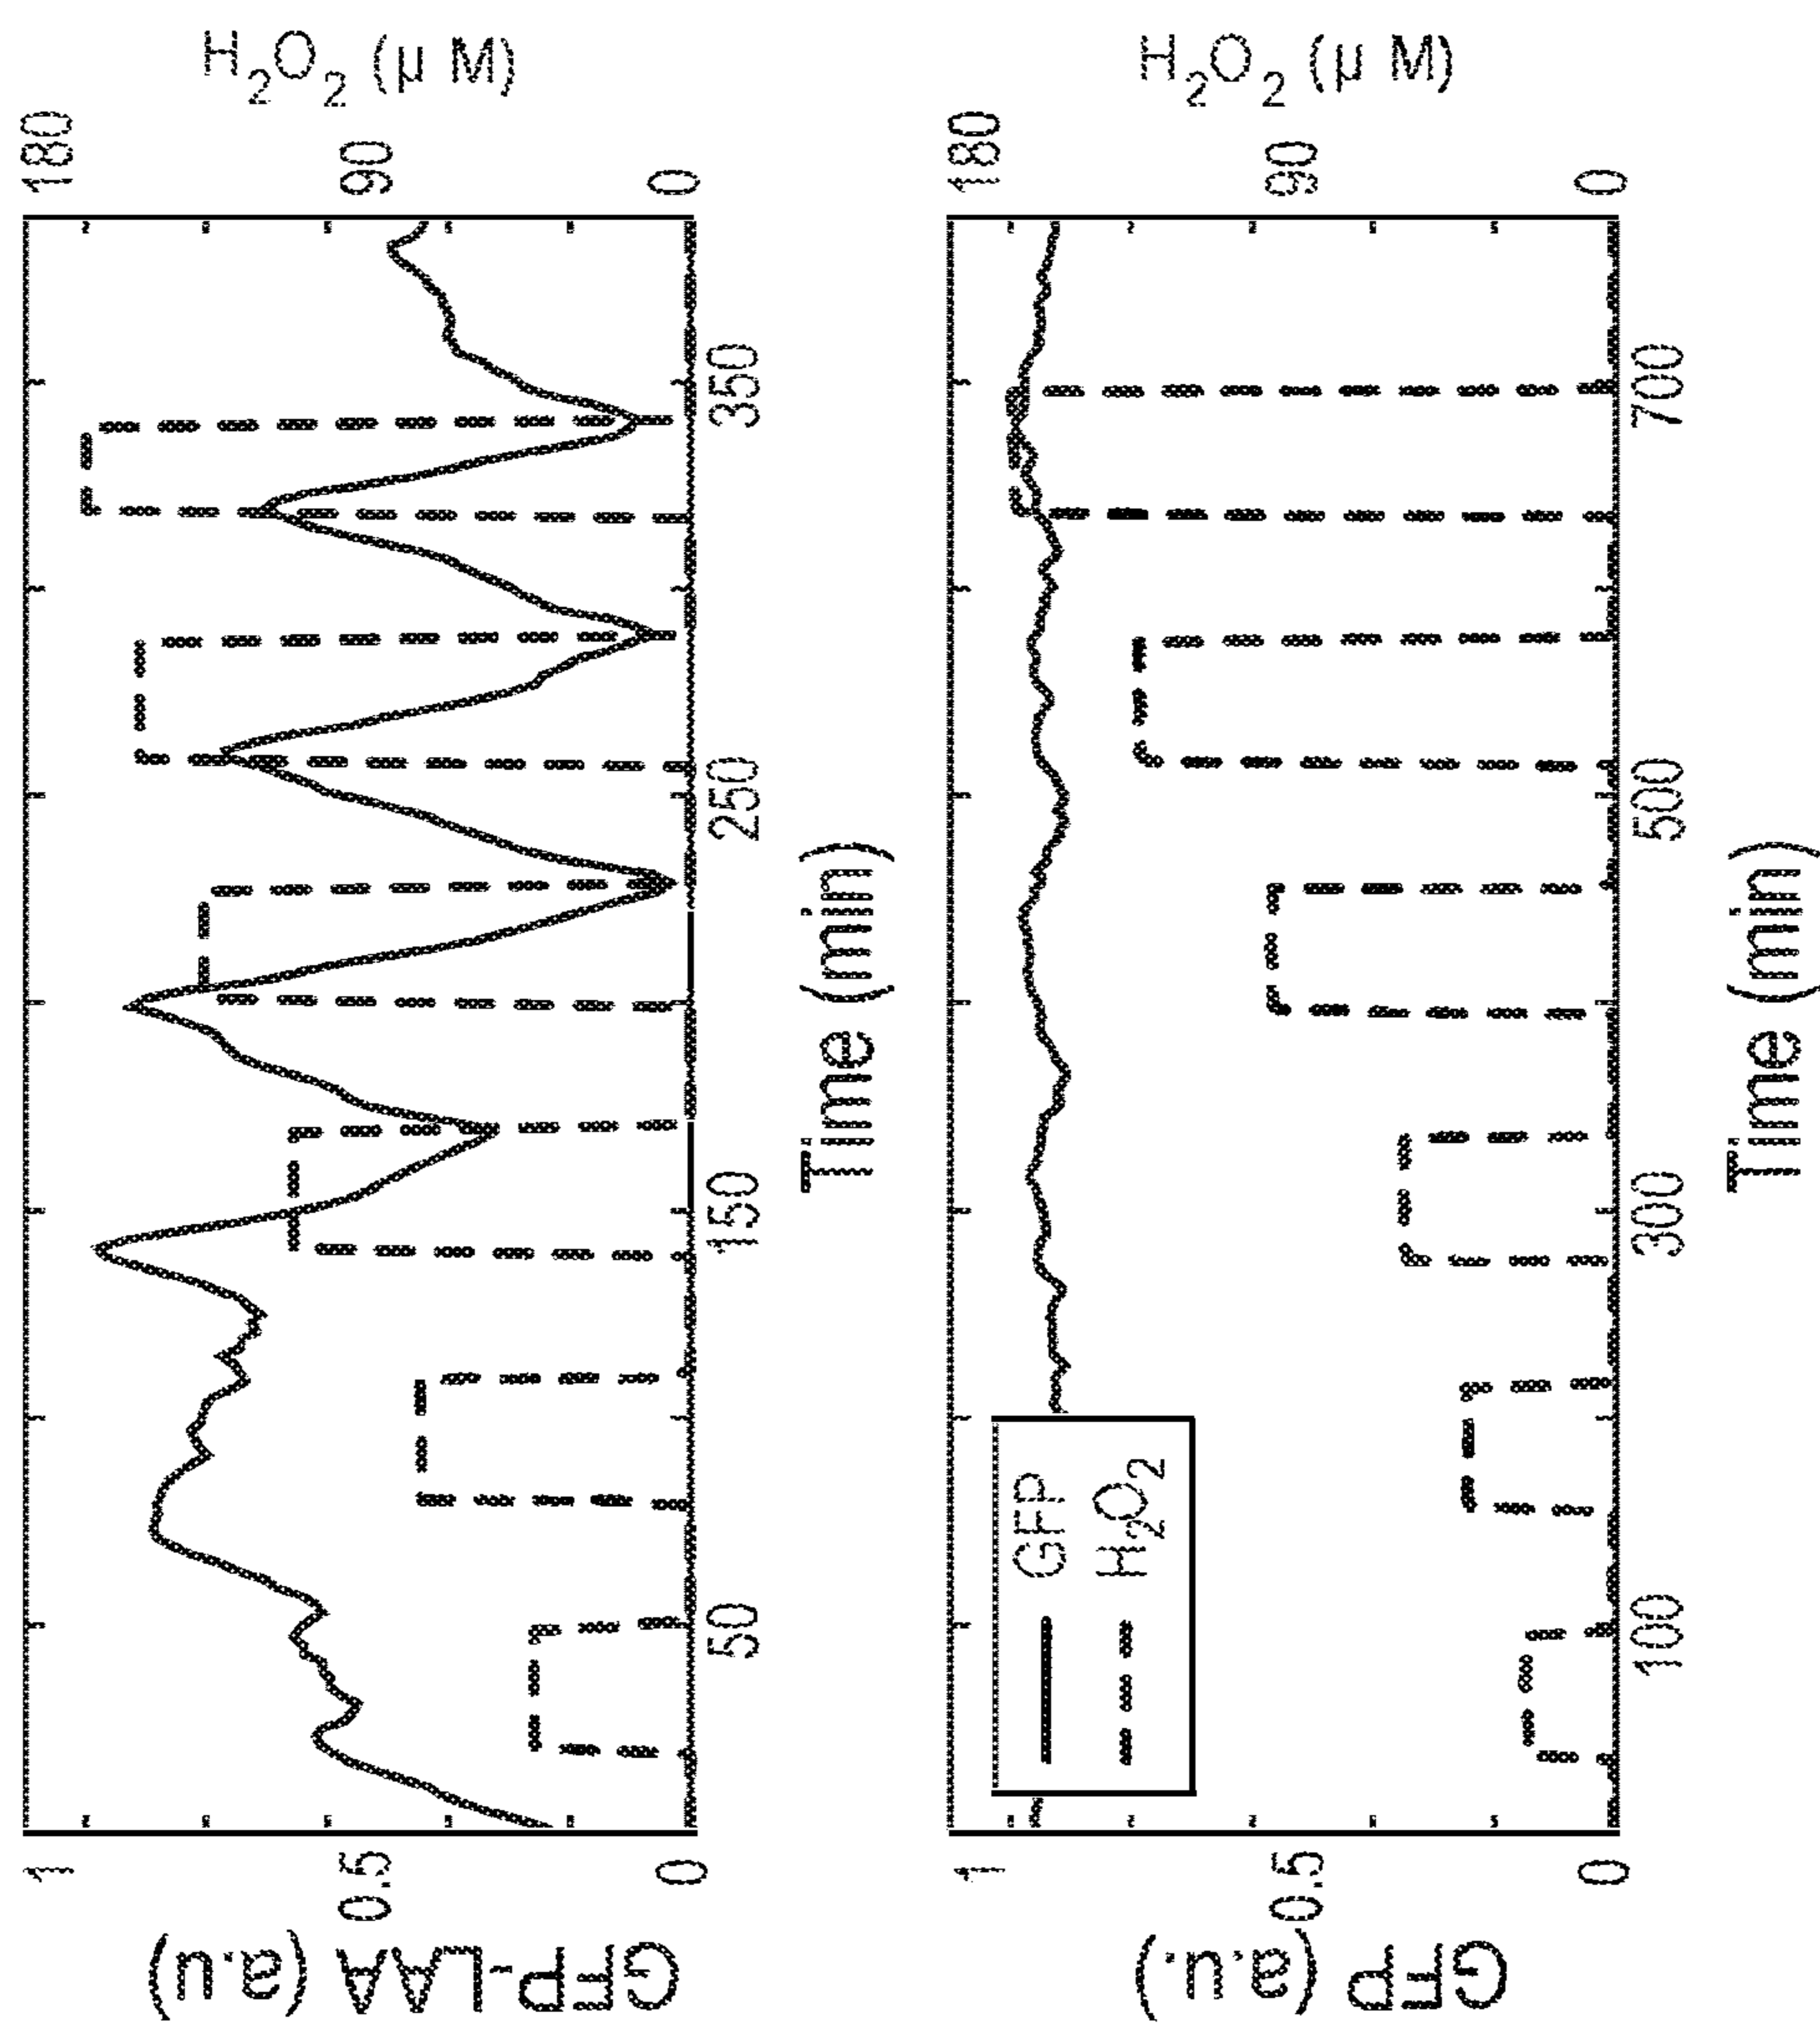 GFP-LAA (a.u)
1
0.5
0
H₂O₂ (μ M)
180
90
0
50
150
250
350
Time (min)
GFP (a.u.)
1
0.5
0
GFP
H₂O₂
H₂O₂ (μ M)
180
90
0
100
300
500
700
Time (min)